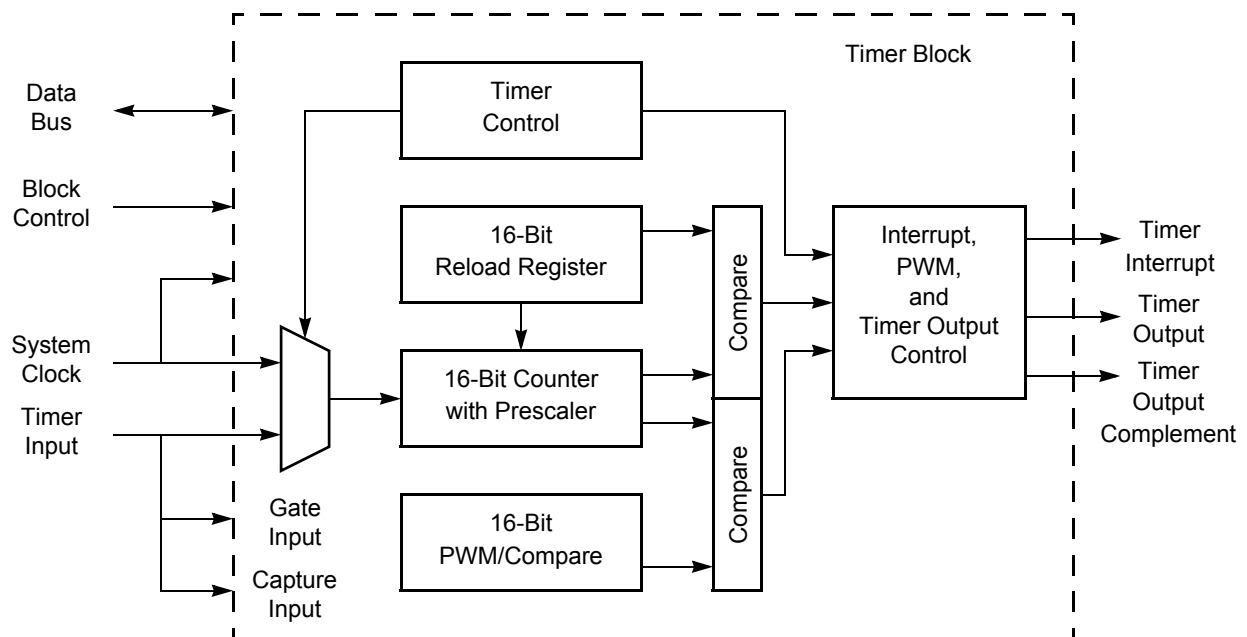 Timer Block
Data
Bus
Timer
Control
Block
Control
16-Bit
Reload Register
Compare
Interrupt,
PWM,
and
Timer Output
Control
Timer
Interrupt
Timer
Output
Timer
Output
Complement
System
Clock
16-Bit Counter
with Prescaler
Timer
Input
Compare
Gate
Input
16-Bit
PWM/Compare
Capture
Input